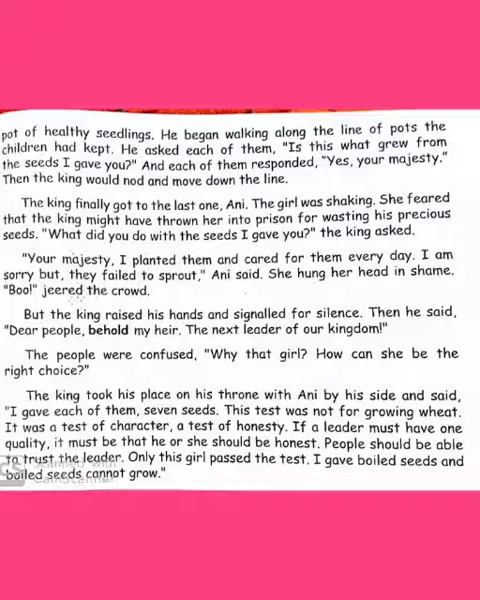 pot of healthy seedlings. He began walking along the line of pots the
children had kept. He asked each of them, "Is this what grew from
the seeds I gave you?" And each of them responded, "Yes, your majesty."
Then the king would nod and move down the line.
The king finally got to the last one, Ani. The girl was shaking. She feared
that the king might have thrown her into prison for wasting his precious
seeds. "What did you do with the seeds I gave you?" the king asked.
"Your majesty, I planted them and cared for them every day. I am
sorry but, they failed to sprout," Ani said. She hung her head in shame.
"Boo!" jeered the crowd.
But the king raised his hands and signalled for silence. Then he said,
"Dear people, behold my heir. The next leader of our kingdom!"
The people were confused, "Why that girl? How can she be the
right choice?"
The king took his place on his throne with Ani by his side and said,
"I gave each of them, seven seeds. This test was not for growing wheat.
It was a test of character, a test of honesty. If a leader must have one
quality, it must be that he or she should be honest. People should be able
to trust the leader. Only this girl passed the test. I gave boiled seeds and
boiled seeds cannot grow."
CS Scanned with
CamScanner